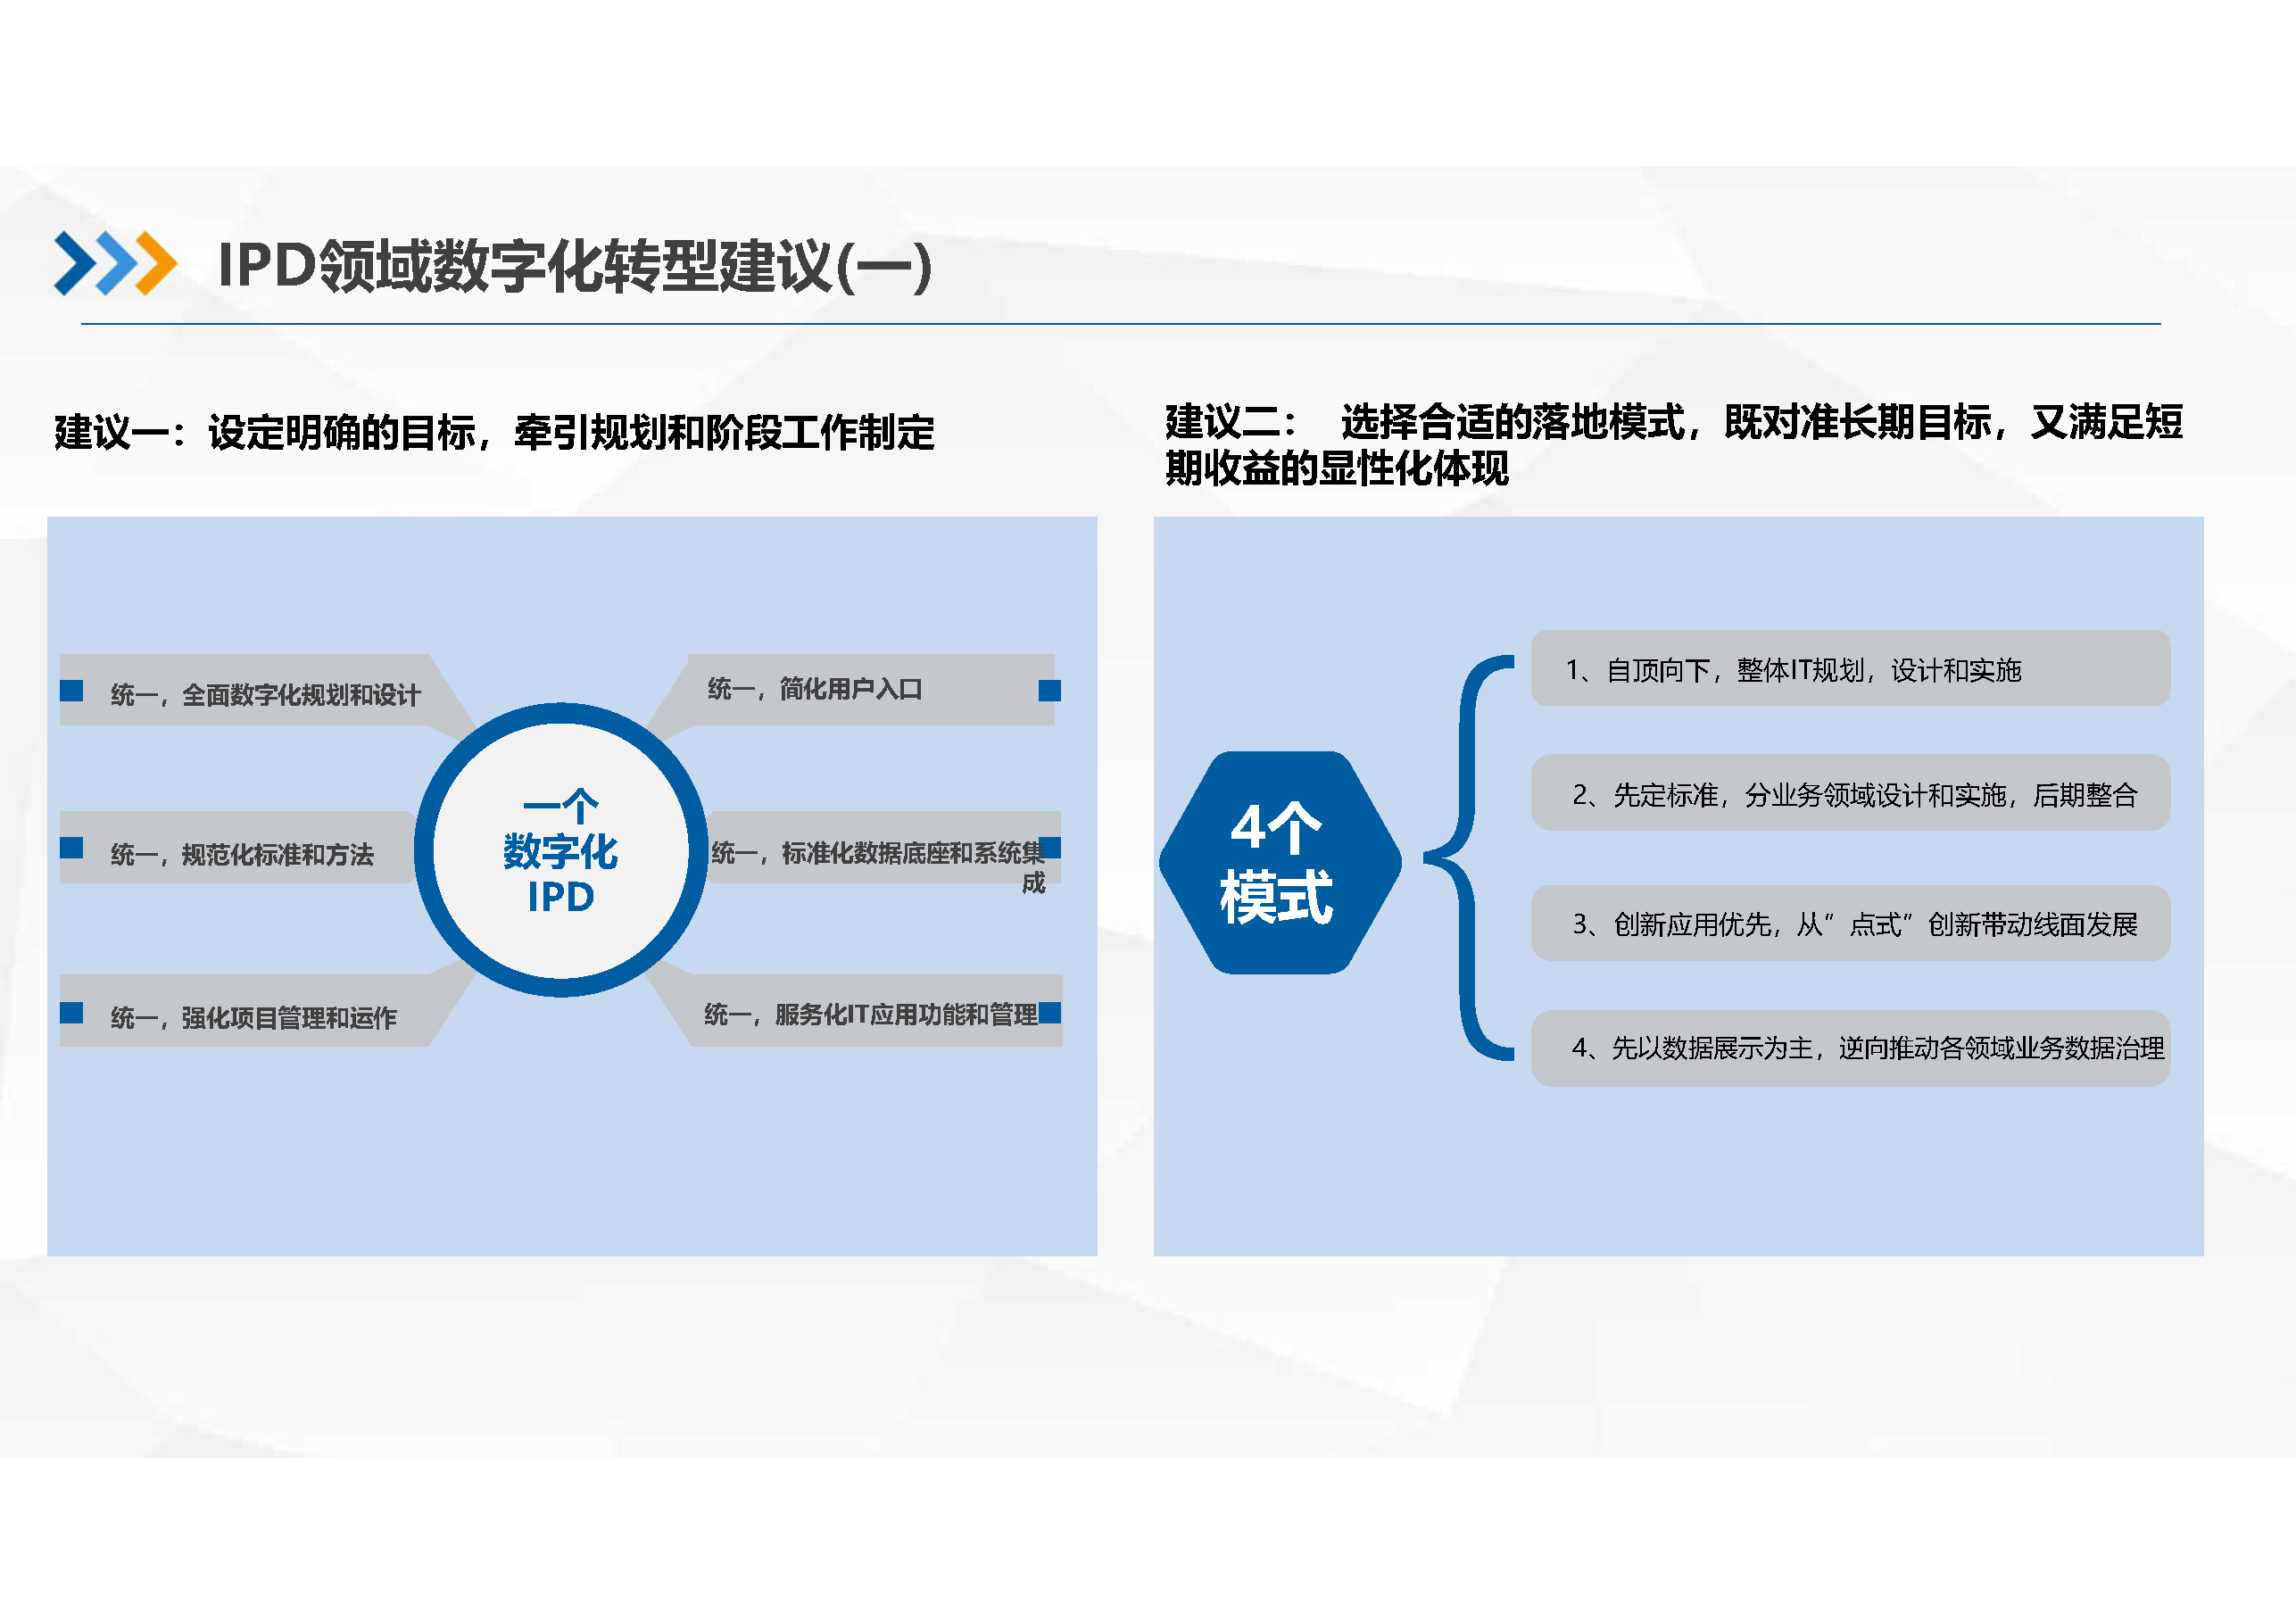 IPD领域数字化转型建议(一)
建议一：设定明确的目标，牵引规划和阶段工作制定
统一，全面数字化规划和设计
统一，规范化标准和方法
统一，强化项目管理和运作
一个
数字化
IPD
统一，简化用户入口
统一，标准化数据底座和系统集
成
统一，服务化IT应用功能和管理
建议二： 选择合适的落地模式，既对准长期目标，又满足短
期收益的显性化体现
4个
模式
1、自顶向下，整体IT规划，设计和实施
2、先定标准，分业务领域设计和实施，后期整合
3、创新应用优先，从”点式”创新带动线面发展
4、先以数据展示为主，逆向推动各领域业务数据治理